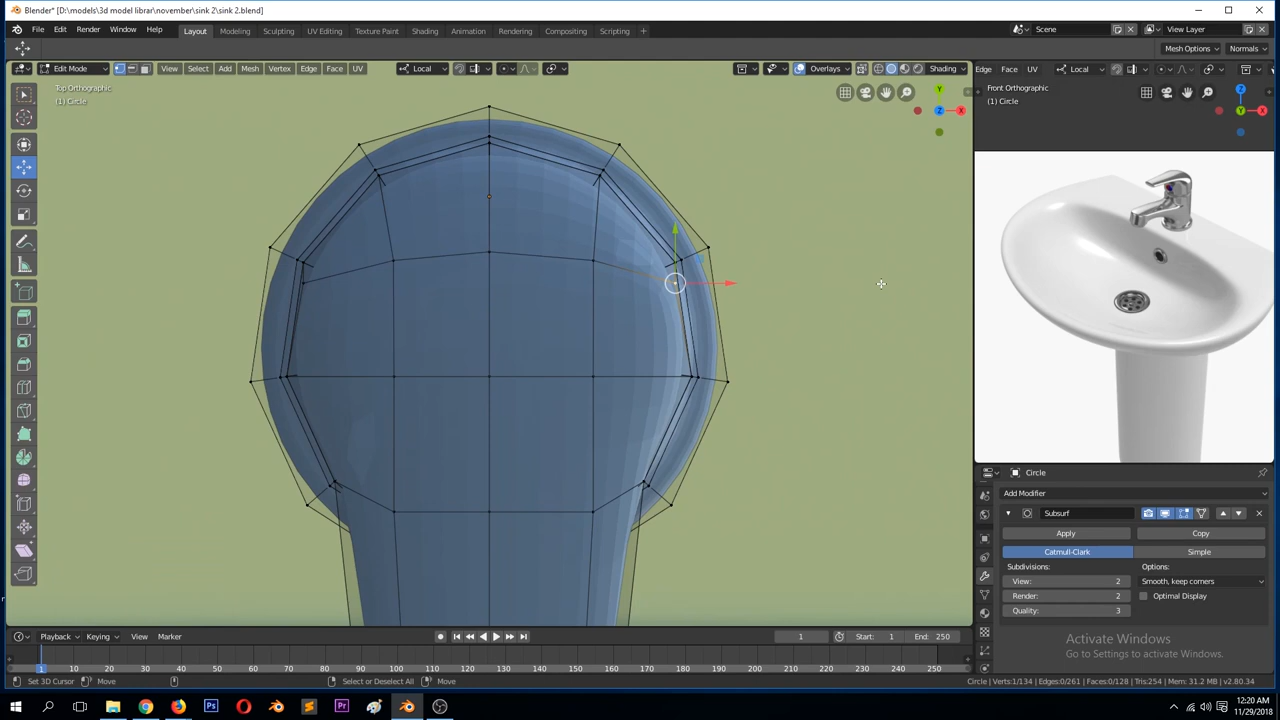 Blender* [D:\models\3d model librar\november\sink 2\sink 2.blend]
File Edit Render Window Help Layout Modeling Sculpting UV Editing Texture Paint Shading Animation Rendering Compositing Scripting + Scene View Layer
Mesh Options Normals
Edit Mode View Select Add Mesh Vertex Edge Face UV Local Overlays Shading Edge Face UV Local
Top Orthographic
(1) Circle
Y
X
Z
Front Orthographic
(1) Circle
Z
Y
X
Circle
Add Modifier
Subsurf
Apply Copy
Catmull-Clark Simple
Subdivisions: Options:
View: 2 Smooth, keep corners
Render: 2 Optimal Display
Quality: 3
Playback Keying View Marker 1 Start: 1 End: 250
1 10 20 30 40 50 60 70 80 90 100 110 120 130 140 150 160 170 180 190 200 210 220 230 240 250
Activate Windows
Go to Settings to activate Windows.
Set 3D Cursor Move Select or Deselect All Move Circle | Verts:1/134 | Edges:0/261 | Faces:0/128 | Tris:254 | Mem: 31.2 MB | v2.80.34
Ps Pr
12:20 AM
11/29/2018